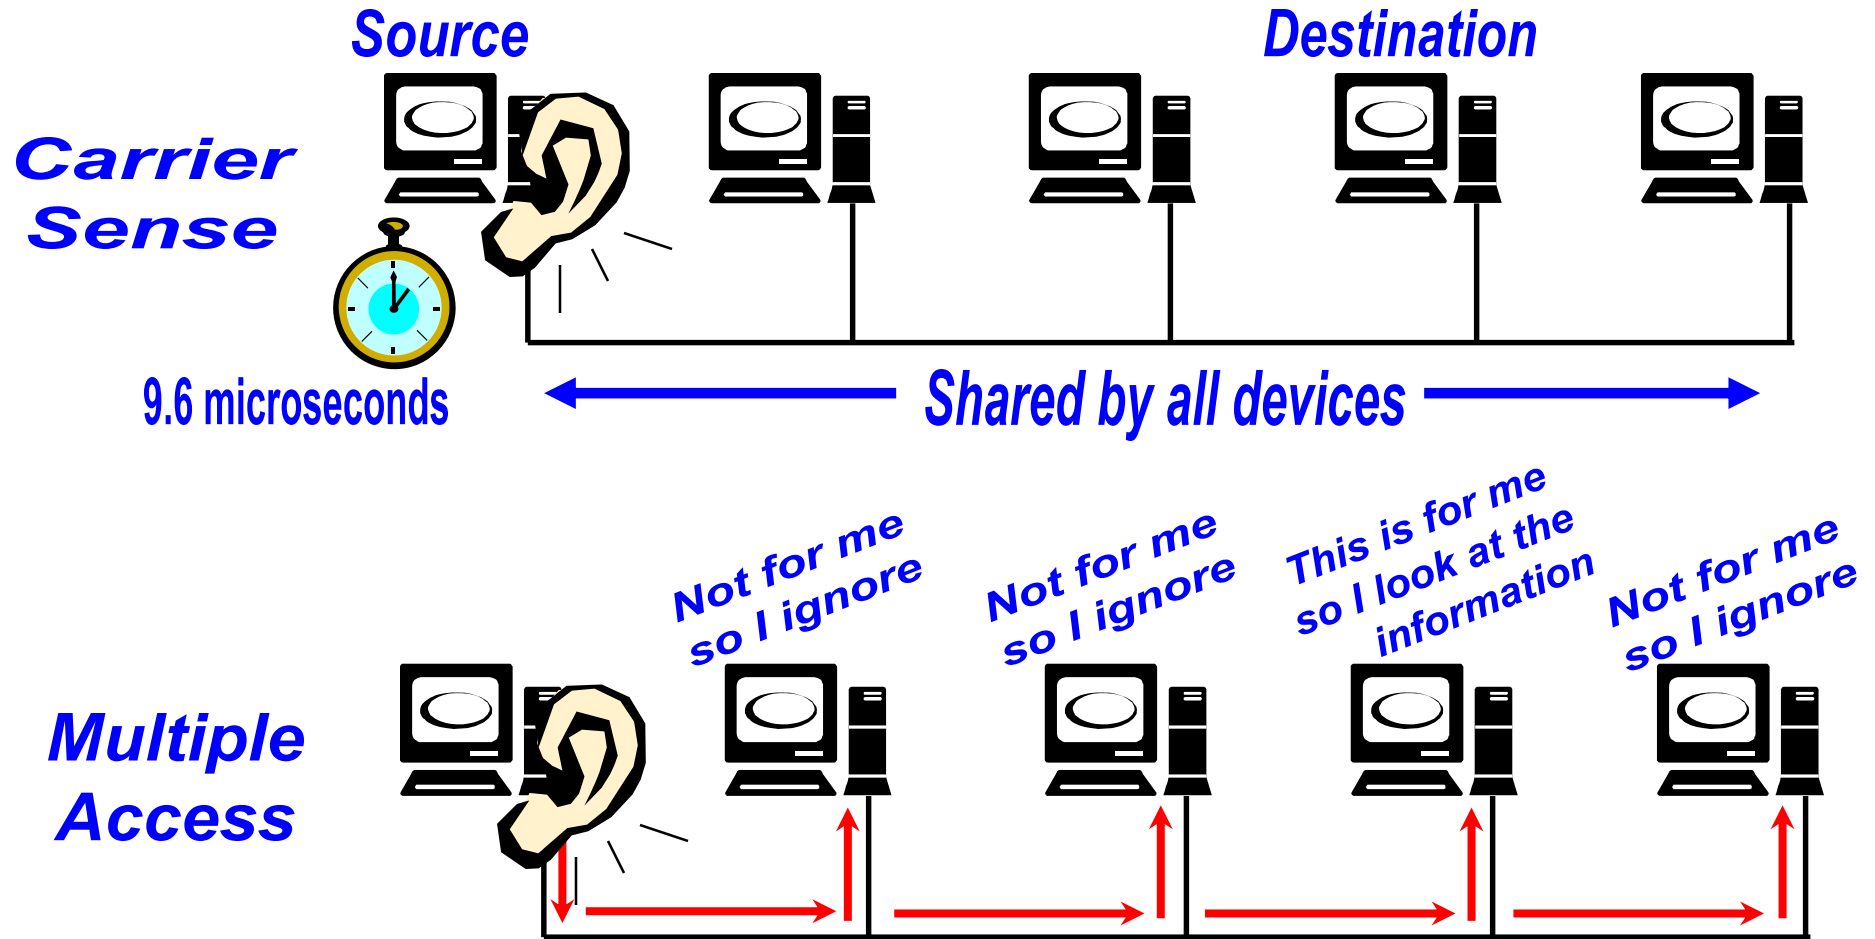 Source
Destination
Carrier
Sense
9.6 microseconds
Shared by all devices
Not for me
so I ignore
Not for me
so I ignore
This is for me
so I look at the
information
Not for me
so I ignore
Multiple
Access